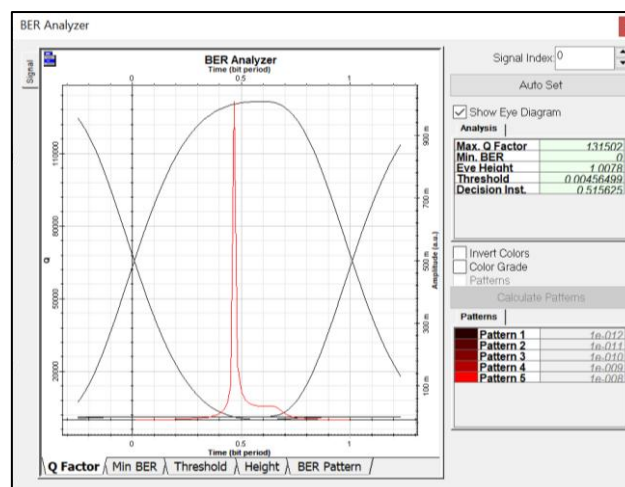 BER Analyzer
Signal Index: 0
Auto Set
Show Eye Diagram
Analysis
Max. Q Factor 131502
Min. BER 0
Eye Height 1.0078
Threshold 0.00456499
Decision Inst. 0.515625
Invert Colors
Color Grade
Patterns
Calculate Patterns
Patterns
Pattern 1 1e-012
Pattern 2 1e-011
Pattern 3 1e-010
Pattern 4 1e-009
Pattern 5 1e-008
Signal
BER Analyzer
Time (bit period)
0 0.5 1
Q
110000
80000
50000
20000
Amplitude (a.u.)
900 m
700 m
500 m
300 m
100 m
0 0.5 1
Time (bit period)
Q Factor Min BER Threshold Height BER Pattern